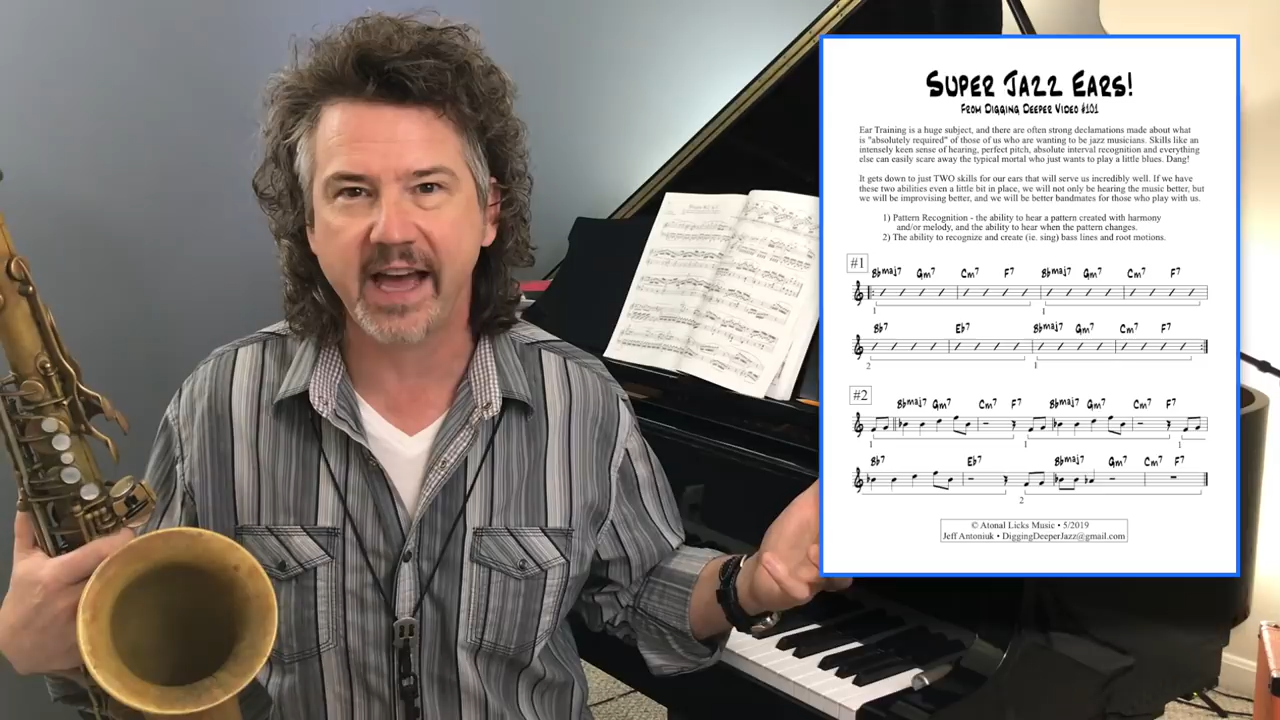 SUPER JAZZ EARS!
FROM DIGGING DEEPER VIDEO #101
Ear Training is a huge subject, and there are often strong declamations made about what
is "absolutely required" of those of us who are wanting to be jazz musicians. Skills like an
intensely keen sense of hearing, perfect pitch, absolute interval recognition and everything
else can easily scare away the typical mortal who just wants to play a little blues. Dang!
It gets down to just TWO skills for our ears that will serve us incredibly well. If we have
these two abilities even a little bit in place, we will not only be hearing the music better, but
we will be improvising better, and we will be better bandmates for those who play with us.
1) Pattern Recognition - the ability to hear a pattern created with harmony
and/or melody, and the ability to hear when the pattern changes.
2) The ability to recognize and create (ie. sing) bass lines and root motions.
#1
Bbmaj7 Gm7 Cm7 F7 Bbmaj7 Gm7 Cm7 F7
1 1
Bb7 Eb7 Bbmaj7 Gm7 Cm7 F7
2 1
#2
Bbmaj7 Gm7 Cm7 F7 Bbmaj7 Gm7 Cm7 F7
1 1 1
Bb7 Eb7 Bbmaj7 Gm7 Cm7 F7
2
© Atonal Licks Music • 5/2019
Jeff Antoniuk • DiggingDeeperJazz@gmail.com